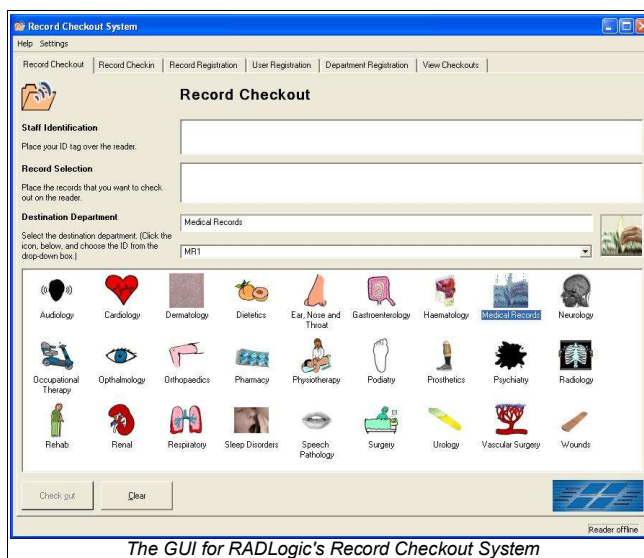 Record Checkout System
Help Settings
Record Checkout Record Checkin Record Registration User Registration Department Registration View Checkouts
Record Checkout
Staff Identification
Place your ID tag over the reader.
Record Selection
Place the records that you want to check
out on the reader.
Destination Department
Select the destination department. (Click the
icon, below, and choose the ID from the
drop-down box.)
Medical Records
MR1
Audiology Cardiology Dermatology Dietetics Ear, Nose and Throat Gastroenterology Haematology Medical Records Neurology
Occupational Therapy Opthalmology Orthopaedics Pharmacy Physiotherapy Podiatry Prosthetics Psychiatry Radiology
Rehab Renal Respiratory Sleep Disorders Speech Pathology Surgery Urology Vascular Surgery Wounds
Check out Clear
Reader offline
The GUI for RADLogic's Record Checkout System